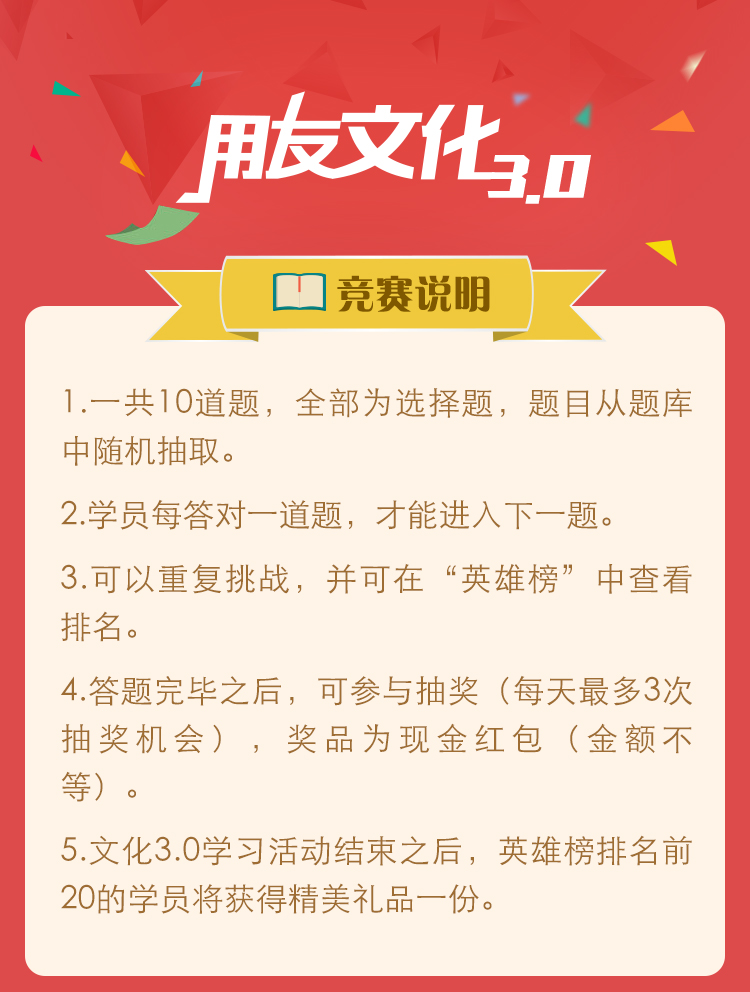 用友文化3.0
竞赛说明
1.一共10道题，全部为选择题，题目从题库
中随机抽取。
2.学员每答对一道题，才能进入下一题。
3.可以重复挑战，并可在“英雄榜”中查看
排名。
4.答题完毕之后，可参与抽奖（每天最多3次
抽奖机会），奖品为现金红包（金额不
等）。
5.文化3.0学习活动结束之后，英雄榜排名前
20的学员将获得精美礼品一份。